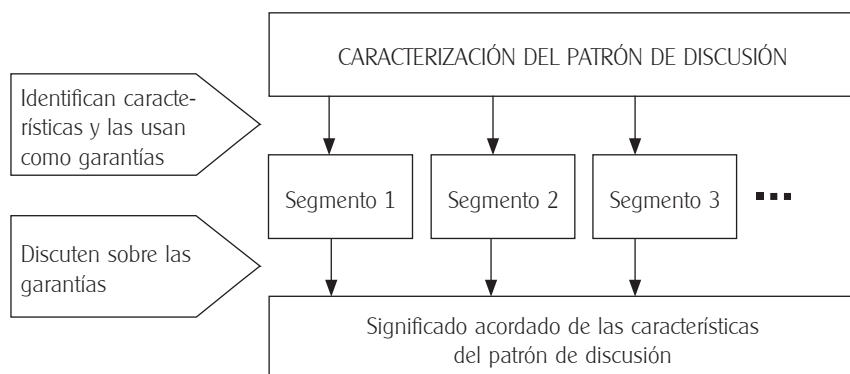 CARACTERIZACIÓN DEL PATRÓN DE DISCUSIÓN
Identifican caracte-
rísticas y las usan
como garantías
Segmento 1
Segmento 2
Segmento 3
...
Discuten sobre las
garantías
Significado acordado de las características
del patrón de discusión